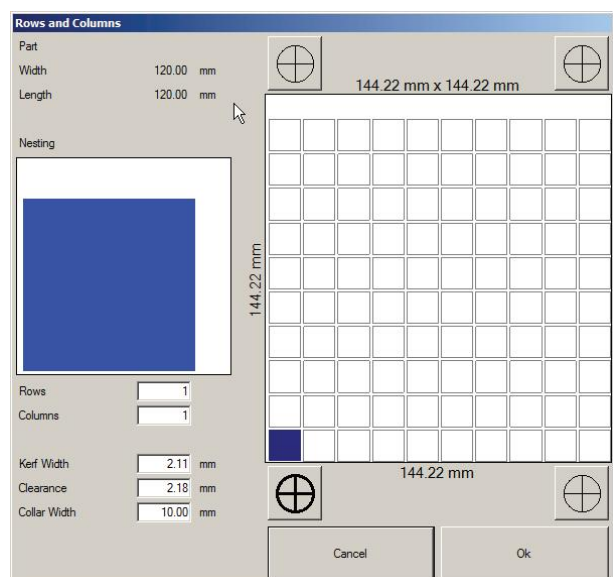 Rows and Columns
Part
Width 120.00 mm
Length 120.00 mm
144.22 mm x 144.22 mm
Nesting
144.22 mm
Rows 1
Columns 1
Kerf Width 2.11 mm
Clearance 2.18 mm
Collar Width 10.00 mm
144.22 mm
Cancel
Ok